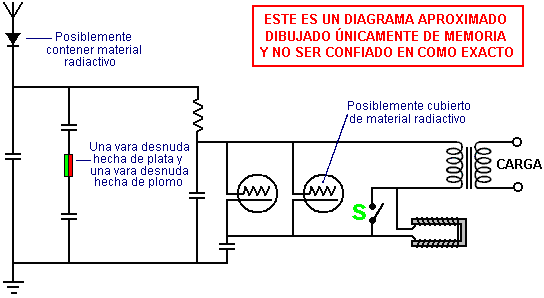 ESTE ES UN DIAGRAMA APROXIMADO
DIBUJADO ÚNICAMENTE DE MEMORIA
Y NO SER CONFIADO EN COMO EXACTO
Posiblemente
contener material
radiactivo
Posiblemente cubierto
de material radiactivo
Una vara desnuda
hecha de plata y
una vara desnuda
hecha de plomo
CARGA
S